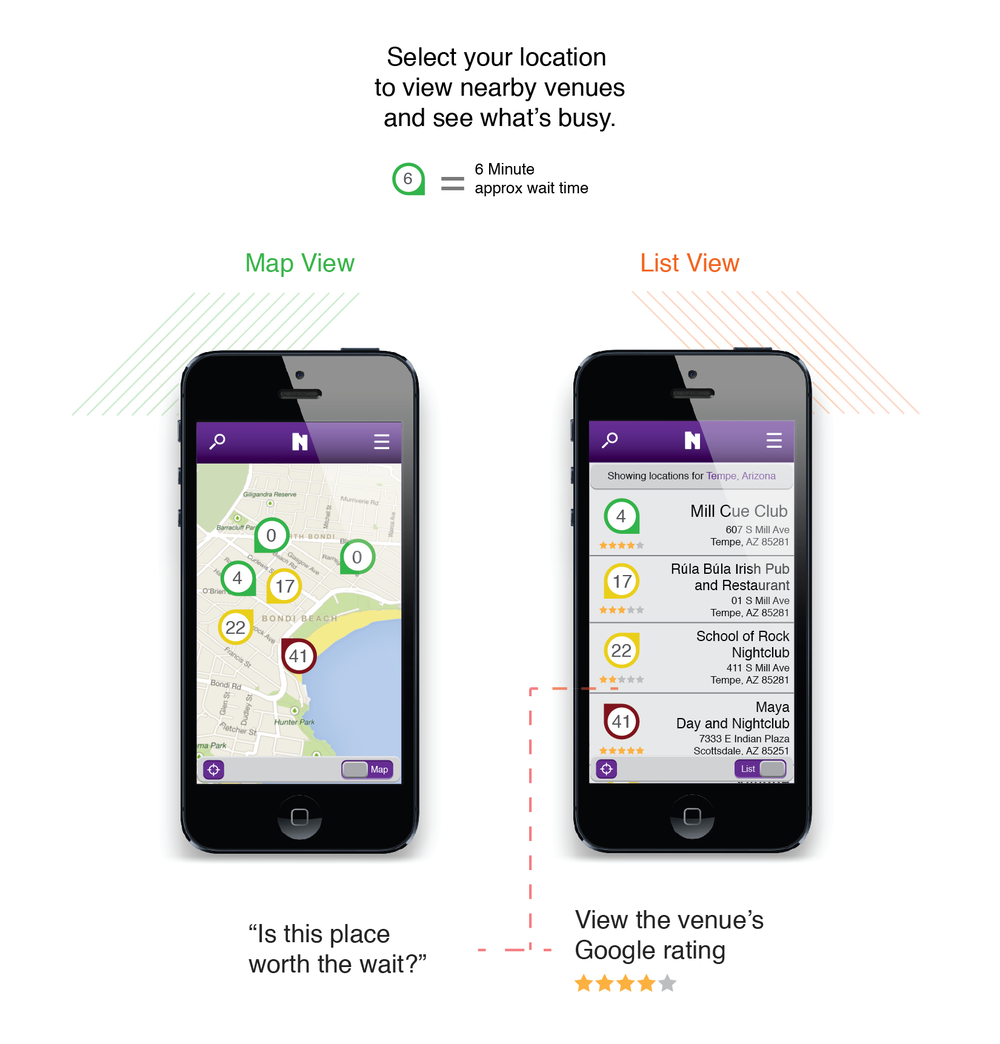 Select your location
to view nearby venues
and see what's busy.
6
6 Minute
approx wait time
Map View
List View
N
Giligandra Reserve
Murriverie Rd
Mitchell St
Barracluff Park
0
0
4
17
Glasgow Ave
Beach Rd
Curlewis St
O'Brien
BONDI BEACH
22
41
Francis St
Bondi Rd
Glen St
Dudley St
Fletcher St
Hunter Park
ma Park
Map
N
Showing locations for Tempe, Arizona
4
Mill Cue Club
607 S Mill Ave
Tempe, AZ 85281
17
Rúla Búla Irish Pub
and Restaurant
01 S Mill Ave
Tempe, AZ 85281
22
School of Rock
Nightclub
411 S Mill Ave
Tempe, AZ 85281
41
Maya
Day and Nightclub
7333 E Indian Plaza
Scottsdale, AZ 85251
List
“Is this place
worth the wait?”
View the venue’s
Google rating